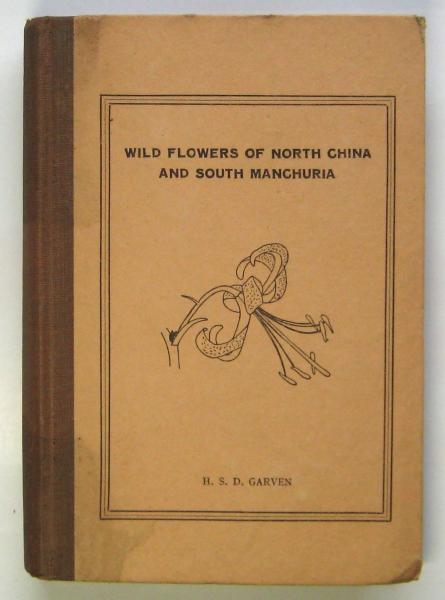 WILD FLOWERS OF NORTH CHINA
AND SOUTH MANCHURIA
H. S. D. GARVEN